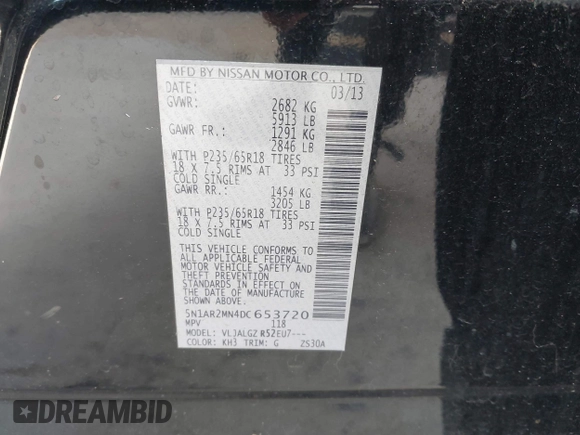 MFD BY NISSAN MOTOR CO., LTD.
DATE: 03/13
GVWR: 2682 KG
5913 LB
GAWR FR.: 1291 KG
2846 LB
WITH P235/65R18 TIRES
18 X 7.5 RIMS AT 33 PSI
COLD SINGLE
GAWR RR.: 1454 KG
3205 LB
WITH P235/65R18 TIRES
18 X 7.5 RIMS AT 33 PSI
COLD SINGLE
THIS VEHICLE CONFORMS TO
ALL APPLICABLE FEDERAL
MOTOR VEHICLE SAFETY AND
THEFT PREVENTION
STANDARDS IN EFFECT ON
THE DATE OF MANUFACTURE
SHOWN ABOVE.
5N1AR2MN4DC653720
MPV 118
MODEL: VLJALGZ R52EU7---
COLOR: KH3 TRIM: G ZS30A
DREAMBID